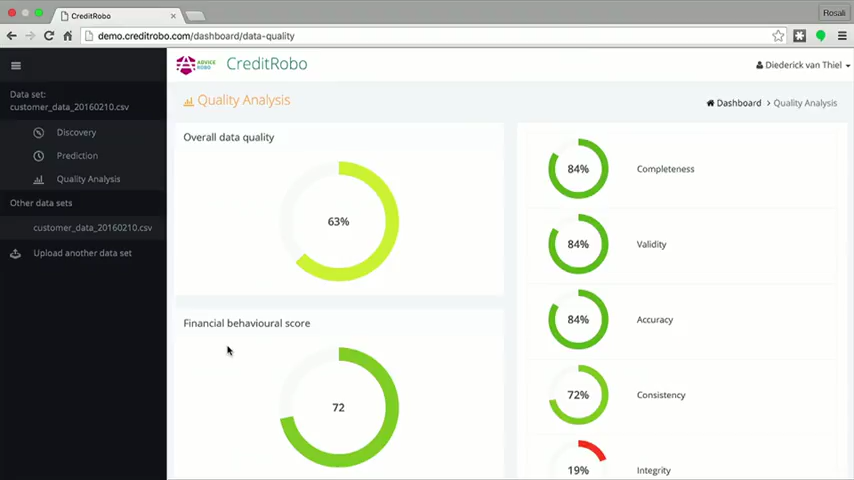 CreditRobo
Rosali
demo.creditrobo.com/dashboard/data-quality
ADVICE
ROBO
CreditRobo
Diederick van Thiel
Data set:
customer_data_20160210.csv
Discovery
Prediction
Quality Analysis
Other data sets
customer_data_20160210.csv
Upload another data set
Quality Analysis
Dashboard > Quality Analysis
Overall data quality
63%
Financial behavioural score
72
84% Completeness
84% Validity
84% Accuracy
72% Consistency
19% Integrity